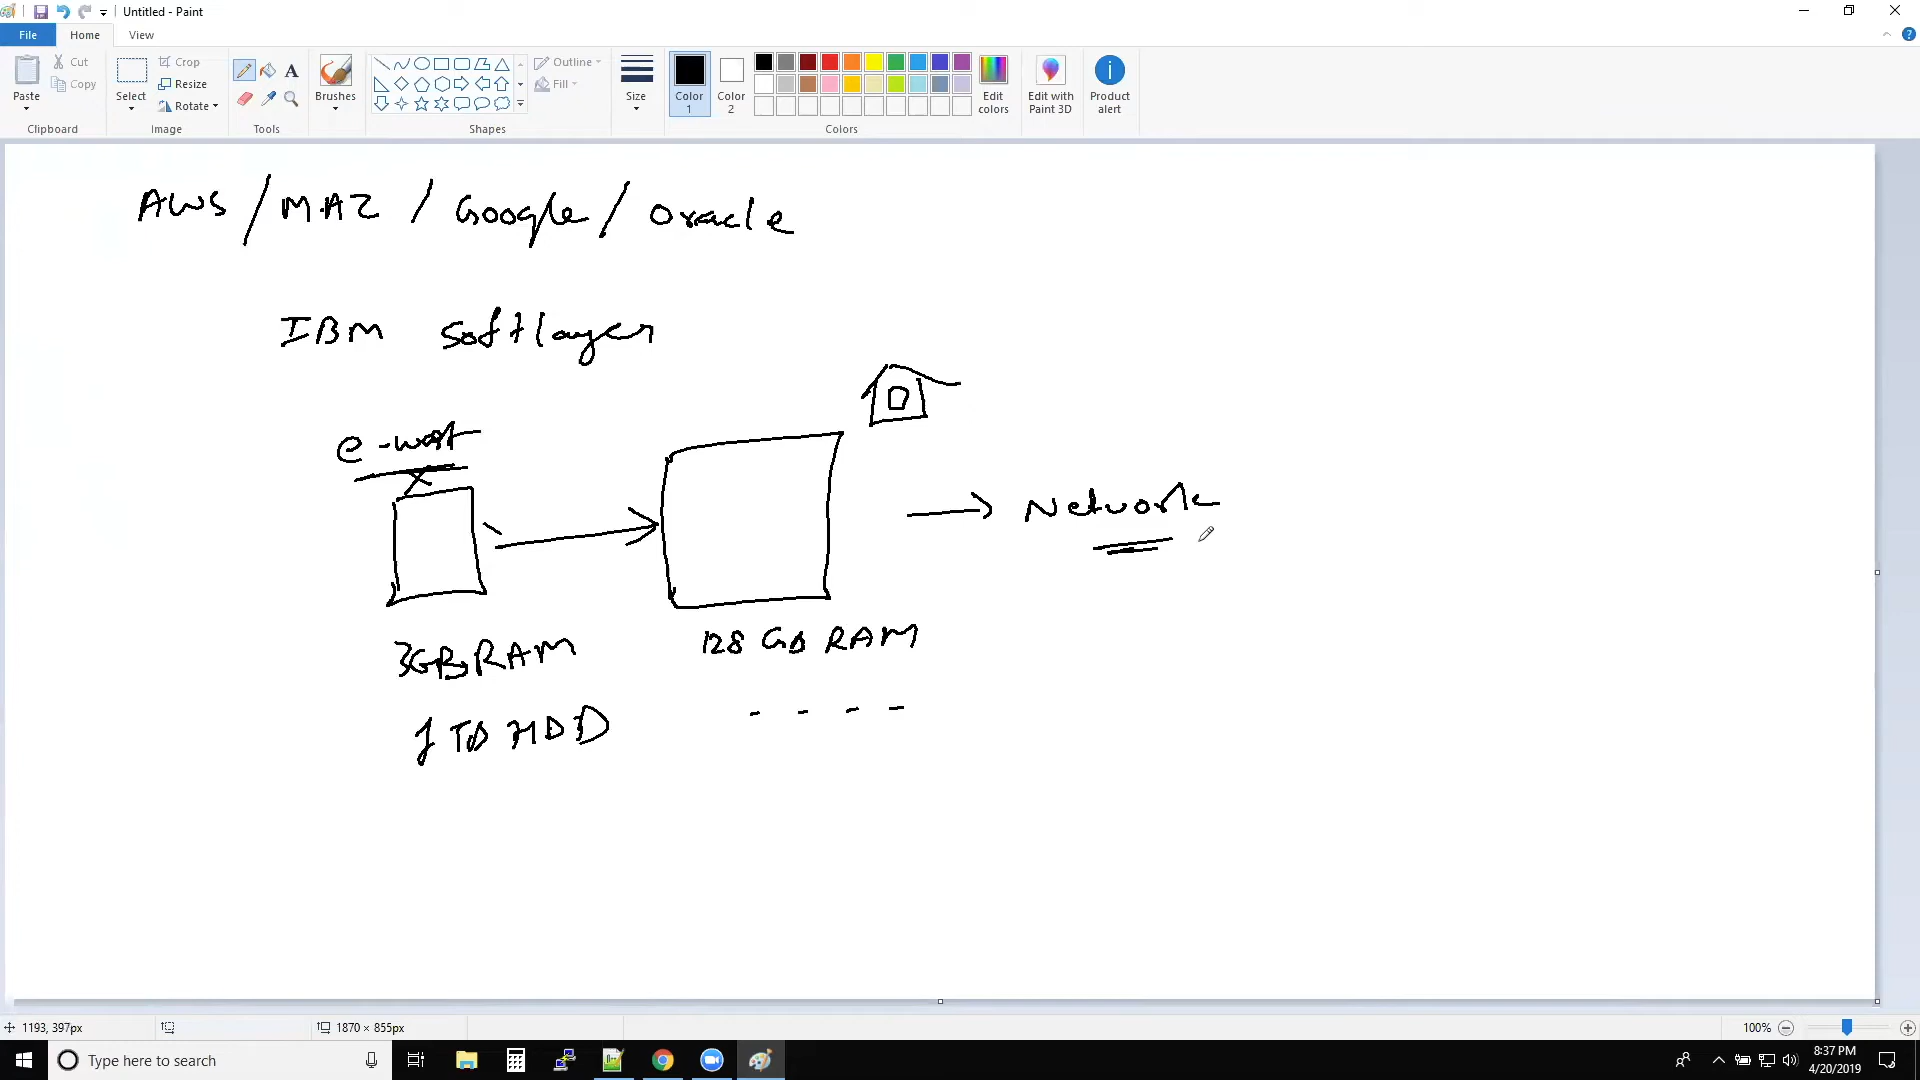 Untitled - Paint
File Home View
Paste Cut Copy Clipboard
Select Crop Resize Rotate Image
Tools
Brushes
Outline Fill Shapes
Size
Color 1 Color 2 Edit colors Colors
Edit with Paint 3D
Product alert
AWS / M.AZ / Google / Oracle
IBM Softlayer
e-wast
Network
3GB RAM 128 GB RAM
1 TB HDD - - - -
1193, 397px 1870 × 855px 100%
Type here to search
8:37 PM
4/20/2019